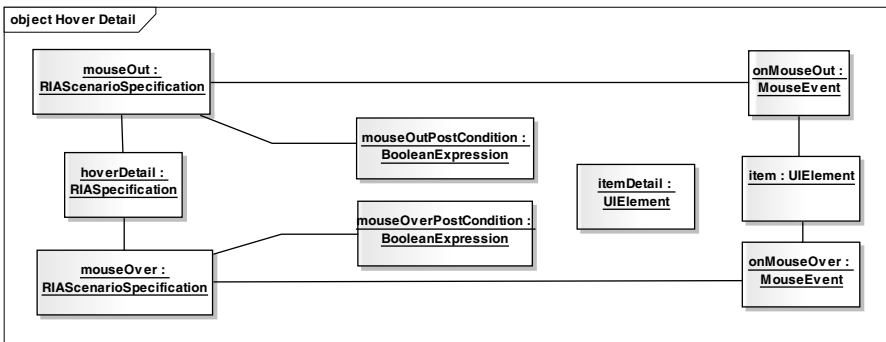 object Hover Detail
mouseOut :
RIAScenarioSpecification
onMouseOut :
MouseEvent
mouseOutPostCondition :
BooleanExpression
hoverDetail :
RIASpecification
itemDetail :
UIElement
item : UIElement
mouseOverPostCondition :
BooleanExpression
mouseOver :
RIAScenarioSpecification
onMouseOver :
MouseEvent